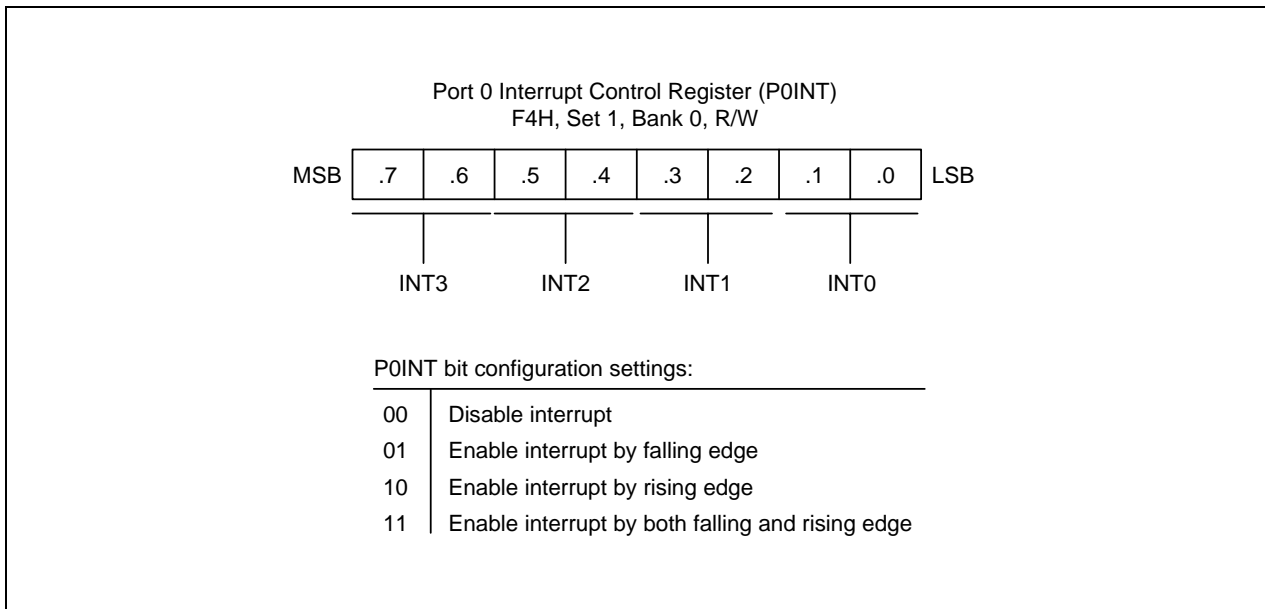 Port 0 Interrupt Control Register (P0INT)
F4H, Set 1, Bank 0, R/W
MSB .7 .6 .5 .4 .3 .2 .1 .0 LSB
INT3 INT2 INT1 INT0
P0INT bit configuration settings:
00 Disable interrupt
01 Enable interrupt by falling edge
10 Enable interrupt by rising edge
11 Enable interrupt by both falling and rising edge